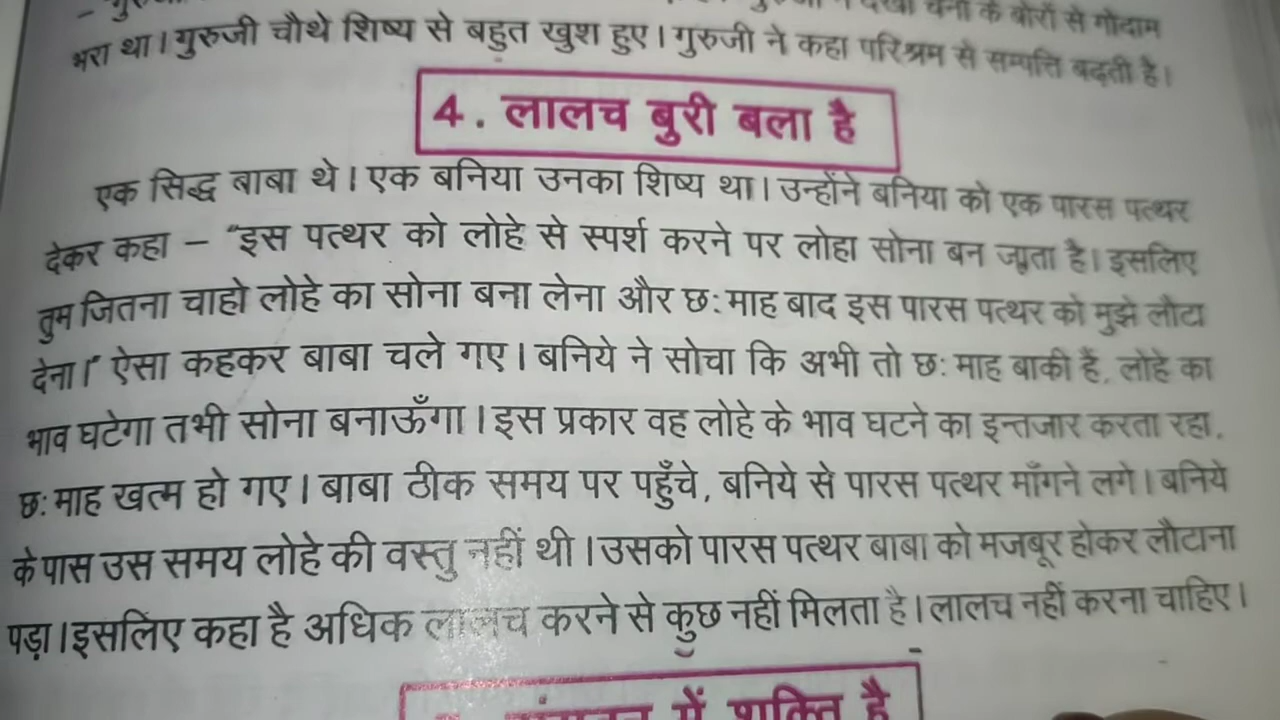 के बोरों से गोदाम
भरा था। गुरुजी चौथे शिष्य से बहुत खुश हुए। गुरुजी ने कहा परिश्रम से सम्पत्ति बढ़ती है।
4. लालच बुरी बला है
एक सिद्ध बाबा थे। एक बनिया उनका शिष्य था। उन्होंने बनिया को एक पारस पत्थर
देकर कहा – "इस पत्थर को लोहे से स्पर्श करने पर लोहा सोना बन जाता है। इसलिए
तुम जितना चाहो लोहे का सोना बना लेना और छः माह बाद इस पारस पत्थर को मुझे लौटा
देना।" ऐसा कहकर बाबा चले गए। बनिये ने सोचा कि अभी तो छः माह बाकी हैं, लोहे का
भाव घटेगा तभी सोना बनाऊँगा। इस प्रकार वह लोहे के भाव घटने का इन्तजार करता रहा,
छः माह खत्म हो गए। बाबा ठीक समय पर पहुँचे, बनिये से पारस पत्थर माँगने लगे। बनिये
के पास उस समय लोहे की वस्तु नहीं थी। उसको पारस पत्थर बाबा को मजबूर होकर लौटाना
पड़ा। इसलिए कहा है अधिक लालच करने से कुछ नहीं मिलता है। लालच नहीं करना चाहिए।
में शक्ति है